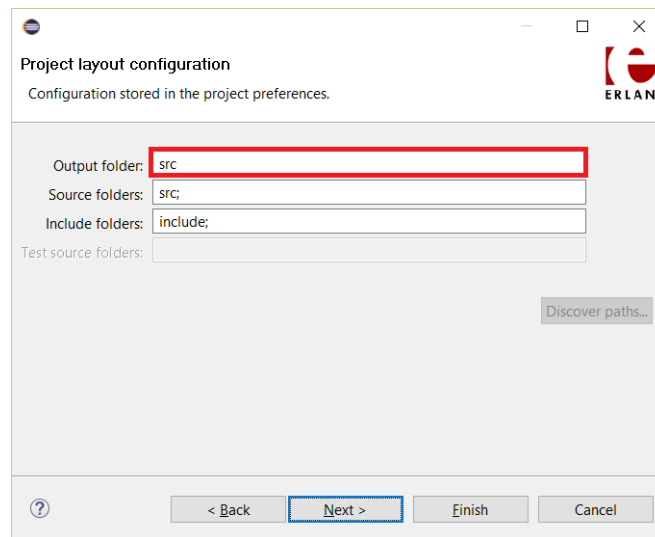 Project layout configuration
Configuration stored in the project preferences.
ERLAN
Output folder: src
Source folders: src;
Include folders: include;
Test source folders:
Discover paths...
< Back Next > Finish Cancel